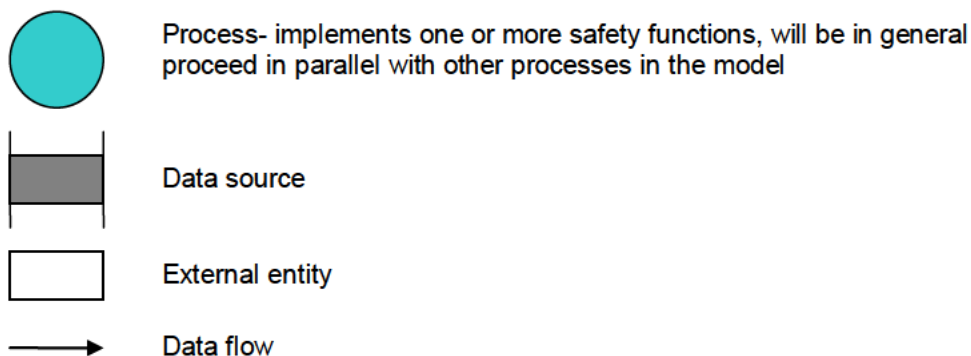 Process- implements one or more safety functions, will be in general
proceed in parallel with other processes in the model
Data source
External entity
Data flow